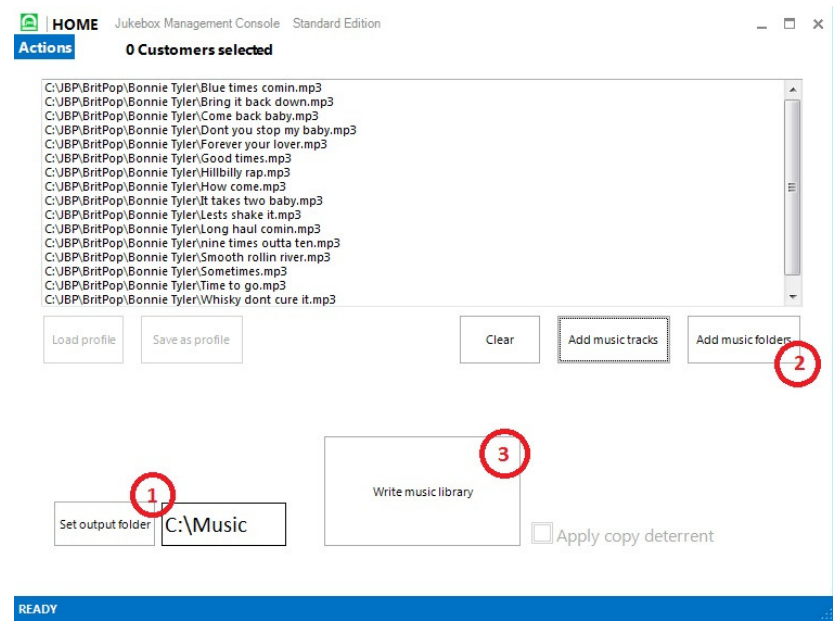 HOME Jukebox Management Console Standard Edition
Actions 0 Customers selected
C:\JBP\BritPop\Bonnie Tyler\Blue times comin.mp3
C:\JBP\BritPop\Bonnie Tyler\Bring it back down.mp3
C:\JBP\BritPop\Bonnie Tyler\Come back baby.mp3
C:\JBP\BritPop\Bonnie Tyler\Dont you stop my baby.mp3
C:\JBP\BritPop\Bonnie Tyler\Forever your lover.mp3
C:\JBP\BritPop\Bonnie Tyler\Good times.mp3
C:\JBP\BritPop\Bonnie Tyler\Hillbilly rap.mp3
C:\JBP\BritPop\Bonnie Tyler\How come.mp3
C:\JBP\BritPop\Bonnie Tyler\It takes two baby.mp3
C:\JBP\BritPop\Bonnie Tyler\Lests shake it.mp3
C:\JBP\BritPop\Bonnie Tyler\Long haul comin.mp3
C:\JBP\BritPop\Bonnie Tyler\nine times outta ten.mp3
C:\JBP\BritPop\Bonnie Tyler\Smooth rollin river.mp3
C:\JBP\BritPop\Bonnie Tyler\Sometimes.mp3
C:\JBP\BritPop\Bonnie Tyler\Time to go.mp3
C:\JBP\BritPop\Bonnie Tyler\Whisky dont cure it.mp3
Load profile Save as profile Clear Add music tracks Add music folders
2
3
1
Write music library
Set output folder C:\Music
Apply copy deterrent
READY